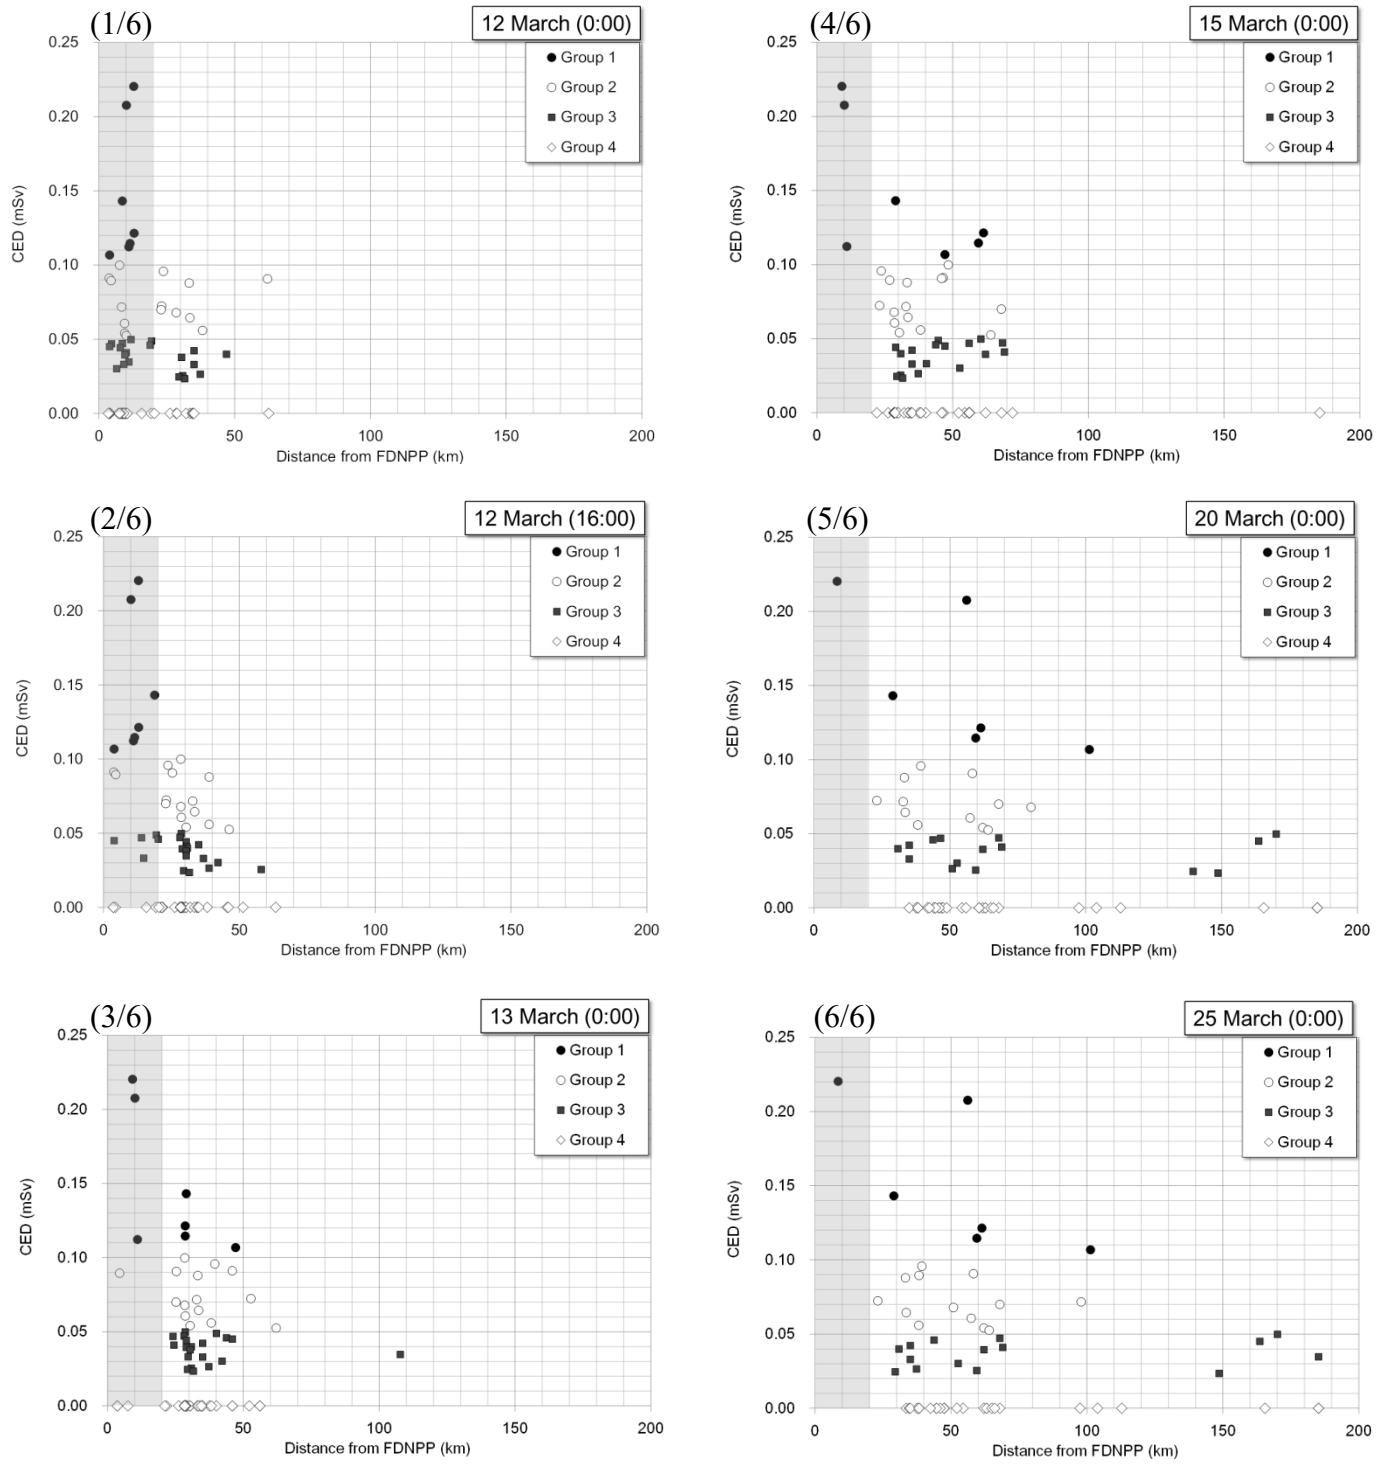 (1/6)
12 March (0:00)
0.25
0.20
0.15
0.10
0.05
0.00
CED (mSv)
Group 1
Group 2
Group 3
Group 4
0 50 100 150 200
Distance from FDNPP (km)
(4/6)
15 March (0:00)
0.25
0.20
0.15
0.10
0.05
0.00
CED (mSv)
Group 1
Group 2
Group 3
Group 4
0 50 100 150 200
Distance from FDNPP (km)
(2/6)
12 March (16:00)
0.25
0.20
0.15
0.10
0.05
0.00
CED (mSv)
Group 1
Group 2
Group 3
Group 4
0 50 100 150 200
Distance from FDNPP (km)
(5/6)
20 March (0:00)
0.25
0.20
0.15
0.10
0.05
0.00
CED (mSv)
Group 1
Group 2
Group 3
Group 4
0 50 100 150 200
Distance from FDNPP (km)
(3/6)
13 March (0:00)
0.25
0.20
0.15
0.10
0.05
0.00
CED (mSv)
Group 1
Group 2
Group 3
Group 4
0 50 100 150 200
Distance from FDNPP (km)
(6/6)
25 March (0:00)
0.25
0.20
0.15
0.10
0.05
0.00
CED (mSv)
Group 1
Group 2
Group 3
Group 4
0 50 100 150 200
Distance from FDNPP (km)